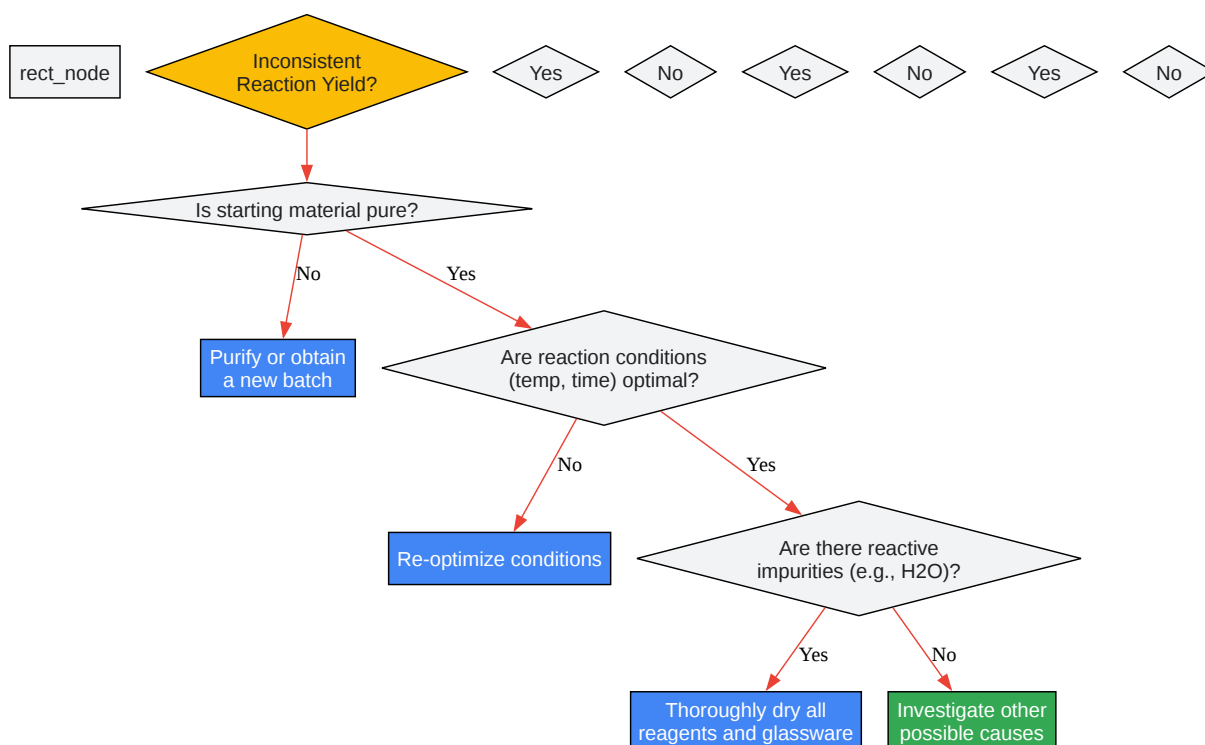 rect_node
Inconsistent
Reaction Yield?
Yes
No
Yes
No
Yes
No
Is starting material pure?
No
Yes
Purify or obtain
a new batch
Are reaction conditions
(temp, time) optimal?
No
Yes
Re-optimize conditions
Are there reactive
impurities (e.g., H2O)?
Yes
No
Thoroughly dry all
reagents and glassware
Investigate other
possible causes